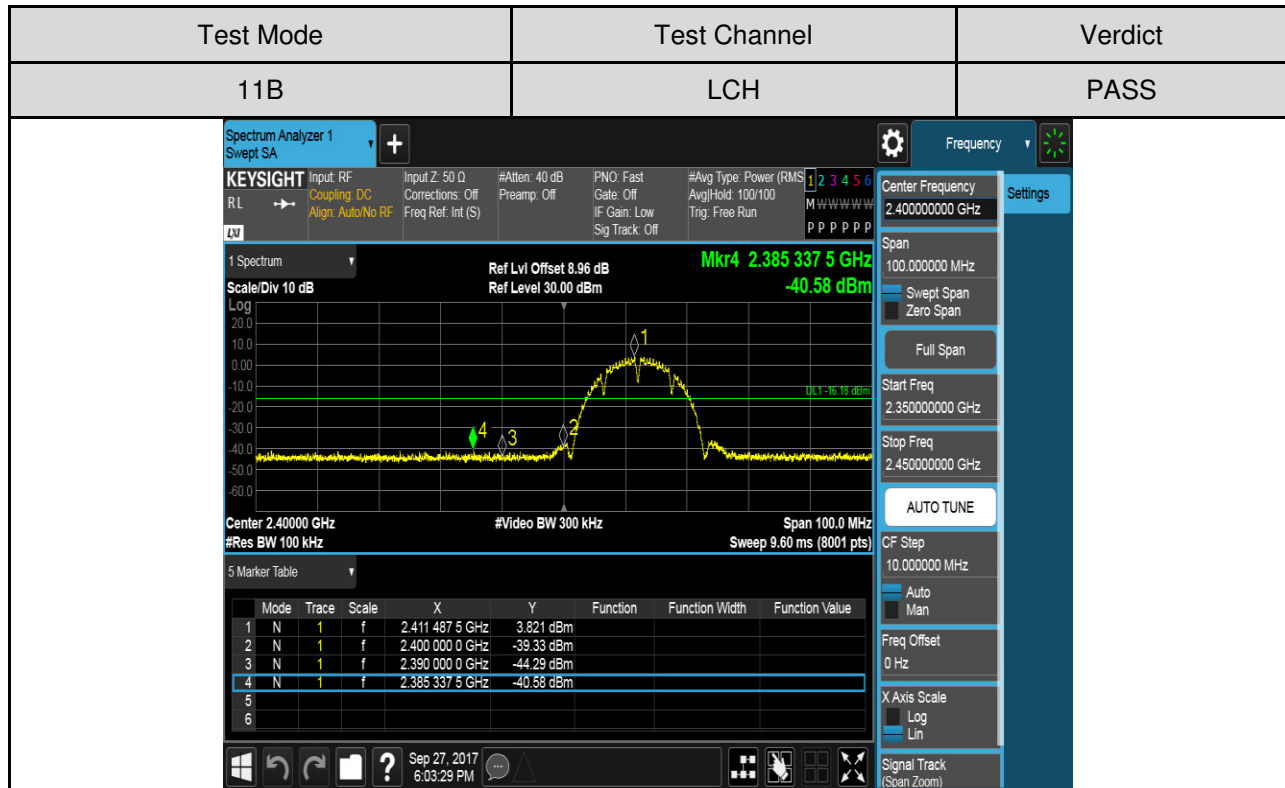 Test Mode Test Channel Verdict
11B LCH PASS
Spectrum Analyzer 1
Swept SA
+
Frequency
KEYSIGHT Input: RF Input Z: 50 Ω #Atten: 40 dB PNO: Fast #Avg Type: Power (RMS 1 2 3 4 5 6
RL Coupling: DC Corrections: Off Preamp: Off Gate: Off Avg|Hold: 100/100 M W W W W W
Align: Auto/No RF Freq Ref: Int (S) IF Gain: Low Trig: Free Run
LXI Sig Track: Off P P P P P P
1 Spectrum
Ref Lvl Offset 8.96 dB Mkr4 2.385 337 5 GHz
Scale/Div 10 dB Ref Level 30.00 dBm -40.58 dBm
Log
20.0
10.0
0.00
-10.0
-20.0
-30.0
-40.0
-50.0
-60.0
1
DL1 -16.18 dBm
4 3 2
Center 2.40000 GHz #Video BW 300 kHz Span 100.0 MHz
#Res BW 100 kHz Sweep 9.60 ms (8001 pts)
5 Marker Table
Mode Trace Scale X Y Function Function Width Function Value
1 N 1 f 2.411 487 5 GHz 3.821 dBm
2 N 1 f 2.400 000 0 GHz -39.33 dBm
3 N 1 f 2.390 000 0 GHz -44.29 dBm
4 N 1 f 2.385 337 5 GHz -40.58 dBm
5
6
Center Frequency
2.400000000 GHz
Settings
Span
100.000000 MHz
Swept Span
Zero Span
Full Span
Start Freq
2.350000000 GHz
Stop Freq
2.450000000 GHz
AUTO TUNE
CF Step
10.000000 MHz
Auto
Man
Freq Offset
0 Hz
X Axis Scale
Log
Lin
Signal Track
(Span Zoom)
?
Sep 27, 2017
6:03:29 PM